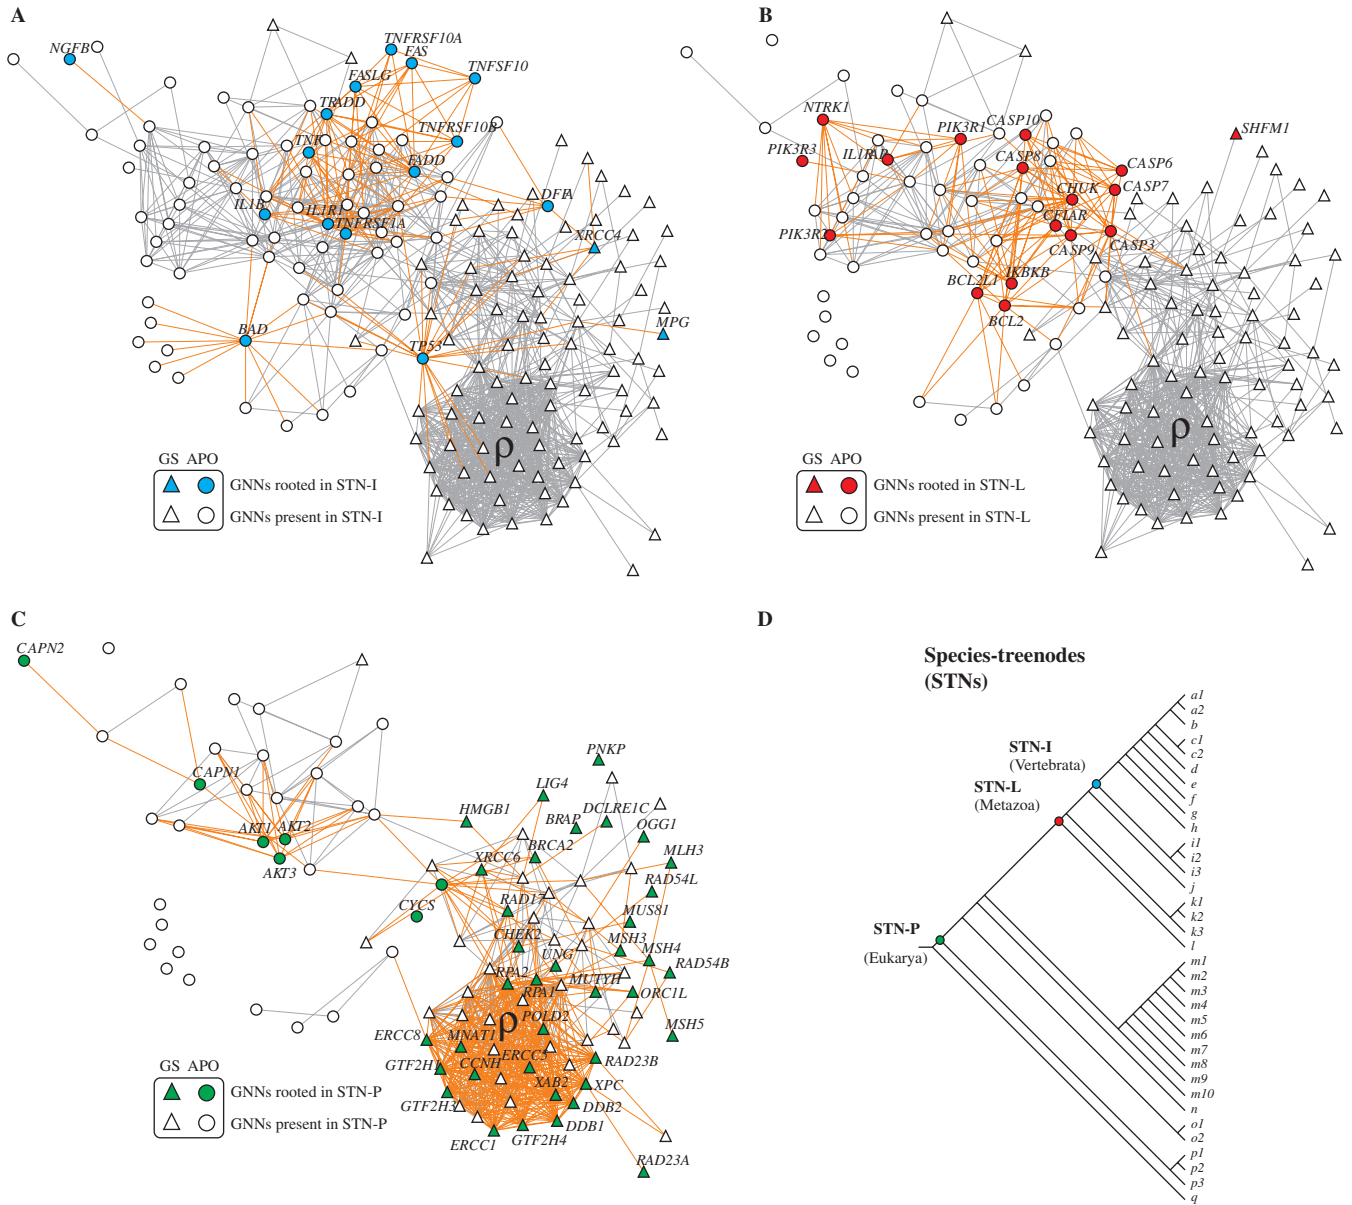 A
NGFB
TNFRSF10A
FAS
TNFSF10
FASLG
TRADD
TNFRSF10B
TNF
FADD
DFFA
IL1B
IL1R1
TNFRSF1A
XRCC4
MPG
BAD
TP53
ρ
GS APO
GNNs rooted in STN-I
GNNs present in STN-I
B
NTRK1
PIK3R1
CASP10
SHFM1
PIK3R3
IL1RAP
CASP8
CASP6
CASP7
CHUK
CFLAR
PIK3R2
CASP9
CASP3
BCL2L1
IKBKB
BCL2
ρ
GS APO
GNNs rooted in STN-L
GNNs present in STN-L
C
CAPN2
CAPN1
AKT1
AKT2
AKT3
PNKP
LIG4
HMGB1
DCLRE1C
BRAP
OGG1
BRCA2
MLH3
XRCC6
RAD54L
CYCS
RAD17
MUS81
CHEK2
MSH3
MSH4
UNG
RAD54B
RPA2
MUTYH
RPA1
ORC1L
POLD2
ρ
MSH5
ERCC8
MNAT1
ERCC5
RAD23B
GTF2H1
CCNH
XAB2
XPC
GTF2H3
DDB2
DDB1
ERCC1
GTF2H4
RAD23A
GS APO
GNNs rooted in STN-P
GNNs present in STN-P
D
Species-treenodes
(STNs)
STN-I
(Vertebrata)
STN-L
(Metazoa)
STN-P
(Eukarya)
a1
a2
b
c1
c2
d
e
f
g
h
i1
i2
i3
j
k1
k2
k3
l
m1
m2
m3
m4
m5
m6
m7
m8
m9
m10
n
o1
o2
p1
p2
p3
q